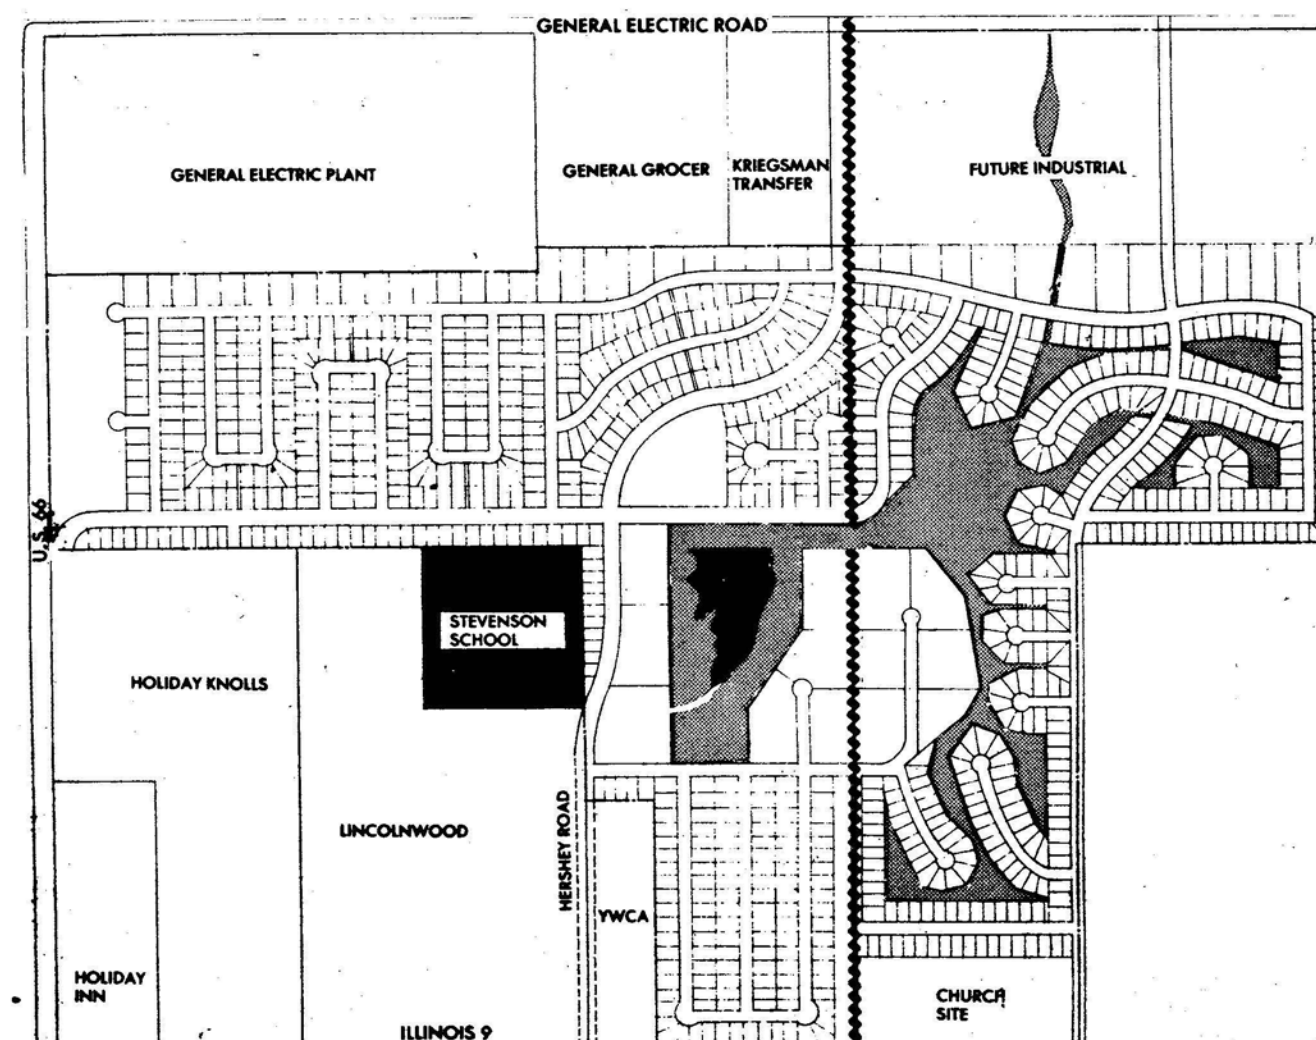 GENERAL ELECTRIC ROAD
GENERAL ELECTRIC PLANT
GENERAL GROCER
KRIEGSMAN
TRANSFER
FUTURE INDUSTRIAL
U.S. 66
STEVENSON
SCHOOL
HOLIDAY KNOLLS
LINCOLNWOOD
HERSHEY ROAD
YWCA
HOLIDAY
INN
CHURCH
SITE
ILLINOIS 9